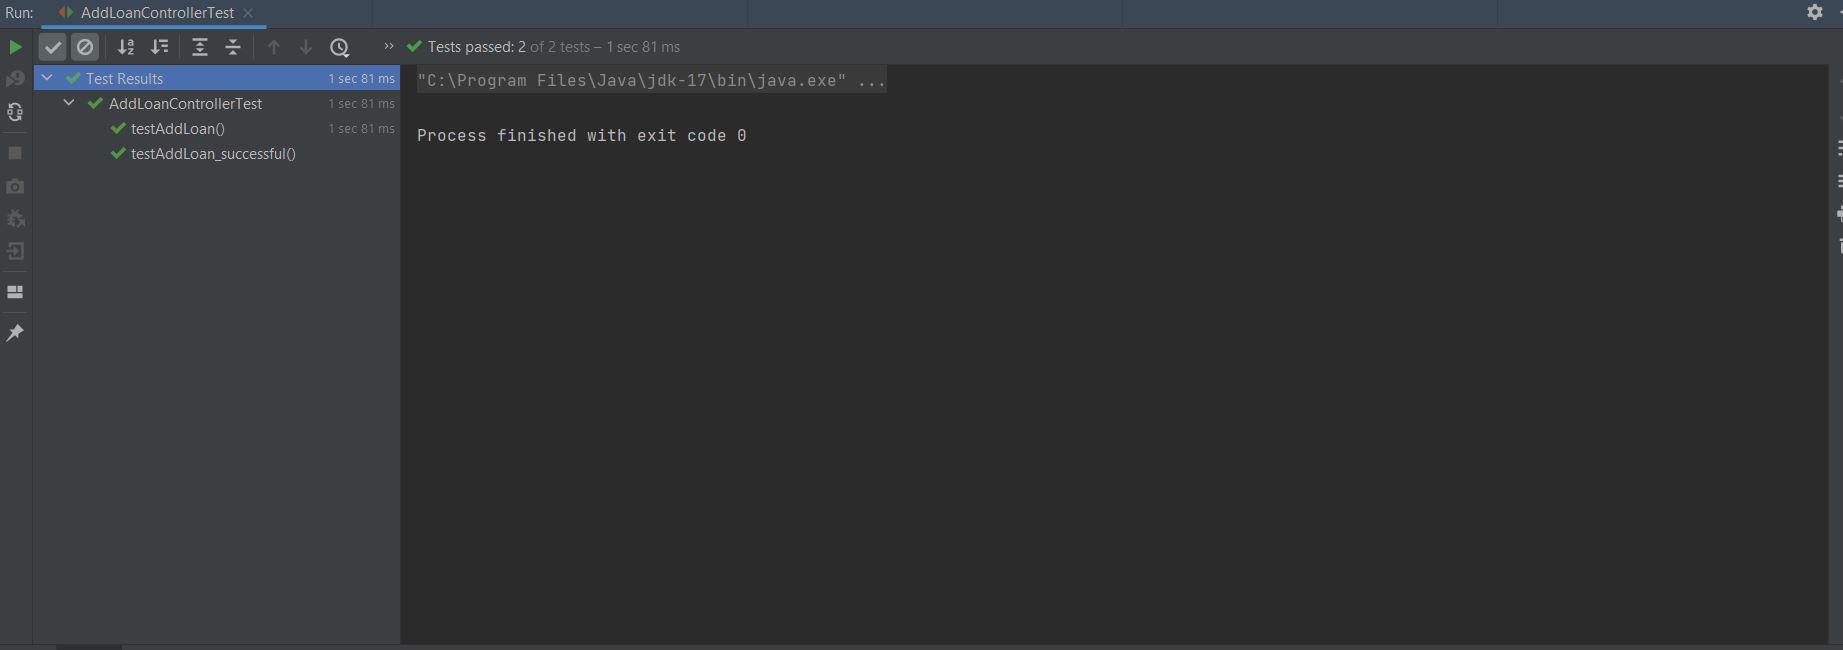 Run: AddLoanControllerTest
Tests passed: 2 of 2 tests – 1 sec 81 ms
Test Results 1 sec 81 ms
AddLoanControllerTest 1 sec 81 ms
testAddLoan() 1 sec 81 ms
testAddLoan_successful()
"C:\Program Files\Java\jdk-17\bin\java.exe" ...
Process finished with exit code 0